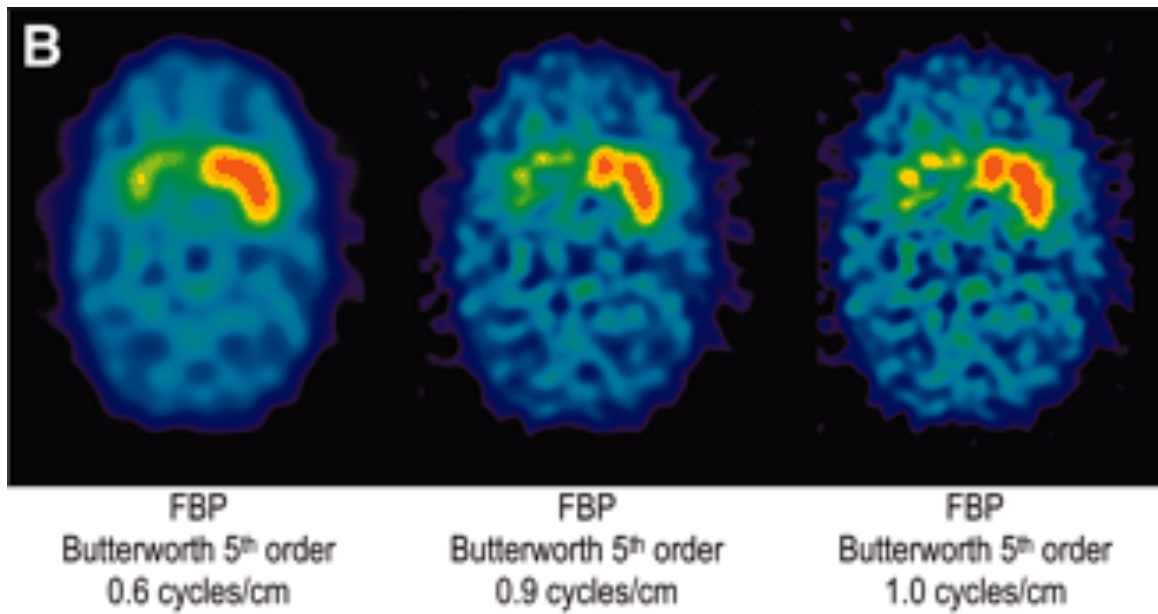 B
FBP
Butterworth 5th order
0.6 cycles/cm
FBP
Butterworth 5th order
0.9 cycles/cm
FBP
Butterworth 5th order
1.0 cycles/cm